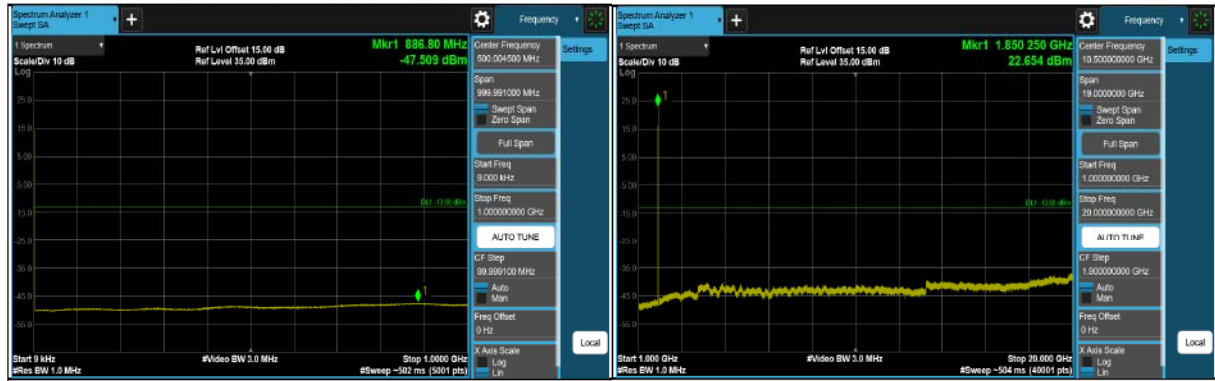 Spectrum Analyzer 1
Swept SA
+
Frequency
1 Spectrum
Scale/Div 10 dB
Log
Ref Lvl Offset 15.00 dB
Ref Level 35.00 dBm
Mkr1 886.80 MHz
-47.509 dBm
25.0
15.0
5.00
-5.00
-15.0
-25.0
-35.0
-45.0
-55.0
DL1 -13.00 dBm
1
Start 9 kHz
#Res BW 1.0 MHz
#Video BW 3.0 MHz
Stop 1.0000 GHz
#Sweep ~502 ms (5001 pts)
Center Frequency
500.004500 MHz
Span
999.991000 MHz
Swept Span
Zero Span
Full Span
Start Freq
9.000 kHz
Stop Freq
1.000000000 GHz
AUTO TUNE
CF Step
99.999100 MHz
Auto
Man
Freq Offset
0 Hz
X Axis Scale
Log
Lin
Settings
Local
Spectrum Analyzer 1
Swept SA
+
Frequency
1 Spectrum
Scale/Div 10 dB
Log
Ref Lvl Offset 15.00 dB
Ref Level 35.00 dBm
Mkr1 1.850 250 GHz
22.654 dBm
25.0
15.0
5.00
-5.00
-15.0
-25.0
-35.0
-45.0
-55.0
DL1 -13.00 dBm
1
Start 1.000 GHz
#Res BW 1.0 MHz
#Video BW 3.0 MHz
Stop 20.000 GHz
#Sweep ~504 ms (40001 pts)
Center Frequency
10.500000000 GHz
Span
19.0000000 GHz
Swept Span
Zero Span
Full Span
Start Freq
1.000000000 GHz
Stop Freq
20.000000000 GHz
AUTO TUNE
CF Step
1.900000000 GHz
Auto
Man
Freq Offset
0 Hz
X Axis Scale
Log
Lin
Settings
Local